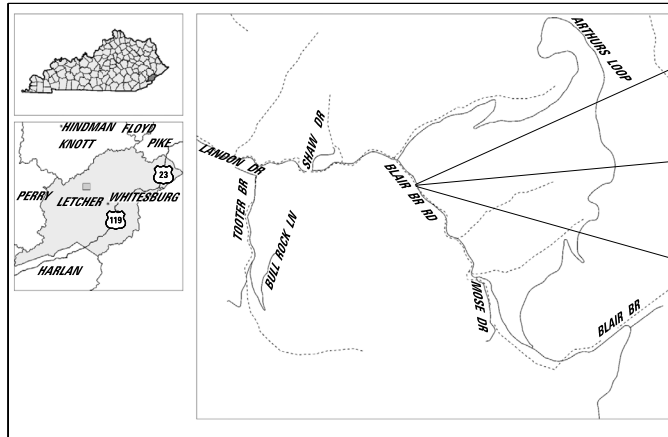 HINDMAN
FLOYD
KNOTT
PIKE
23
PERRY
LETCHER
WHITESBURG
119
HARLAN
ARTHURS LOOP
SHAW DR
LANDON DR
BLAIR BR RD
TOOTER BR
BULL ROCK LN
MOSE DR
BLAIR BR